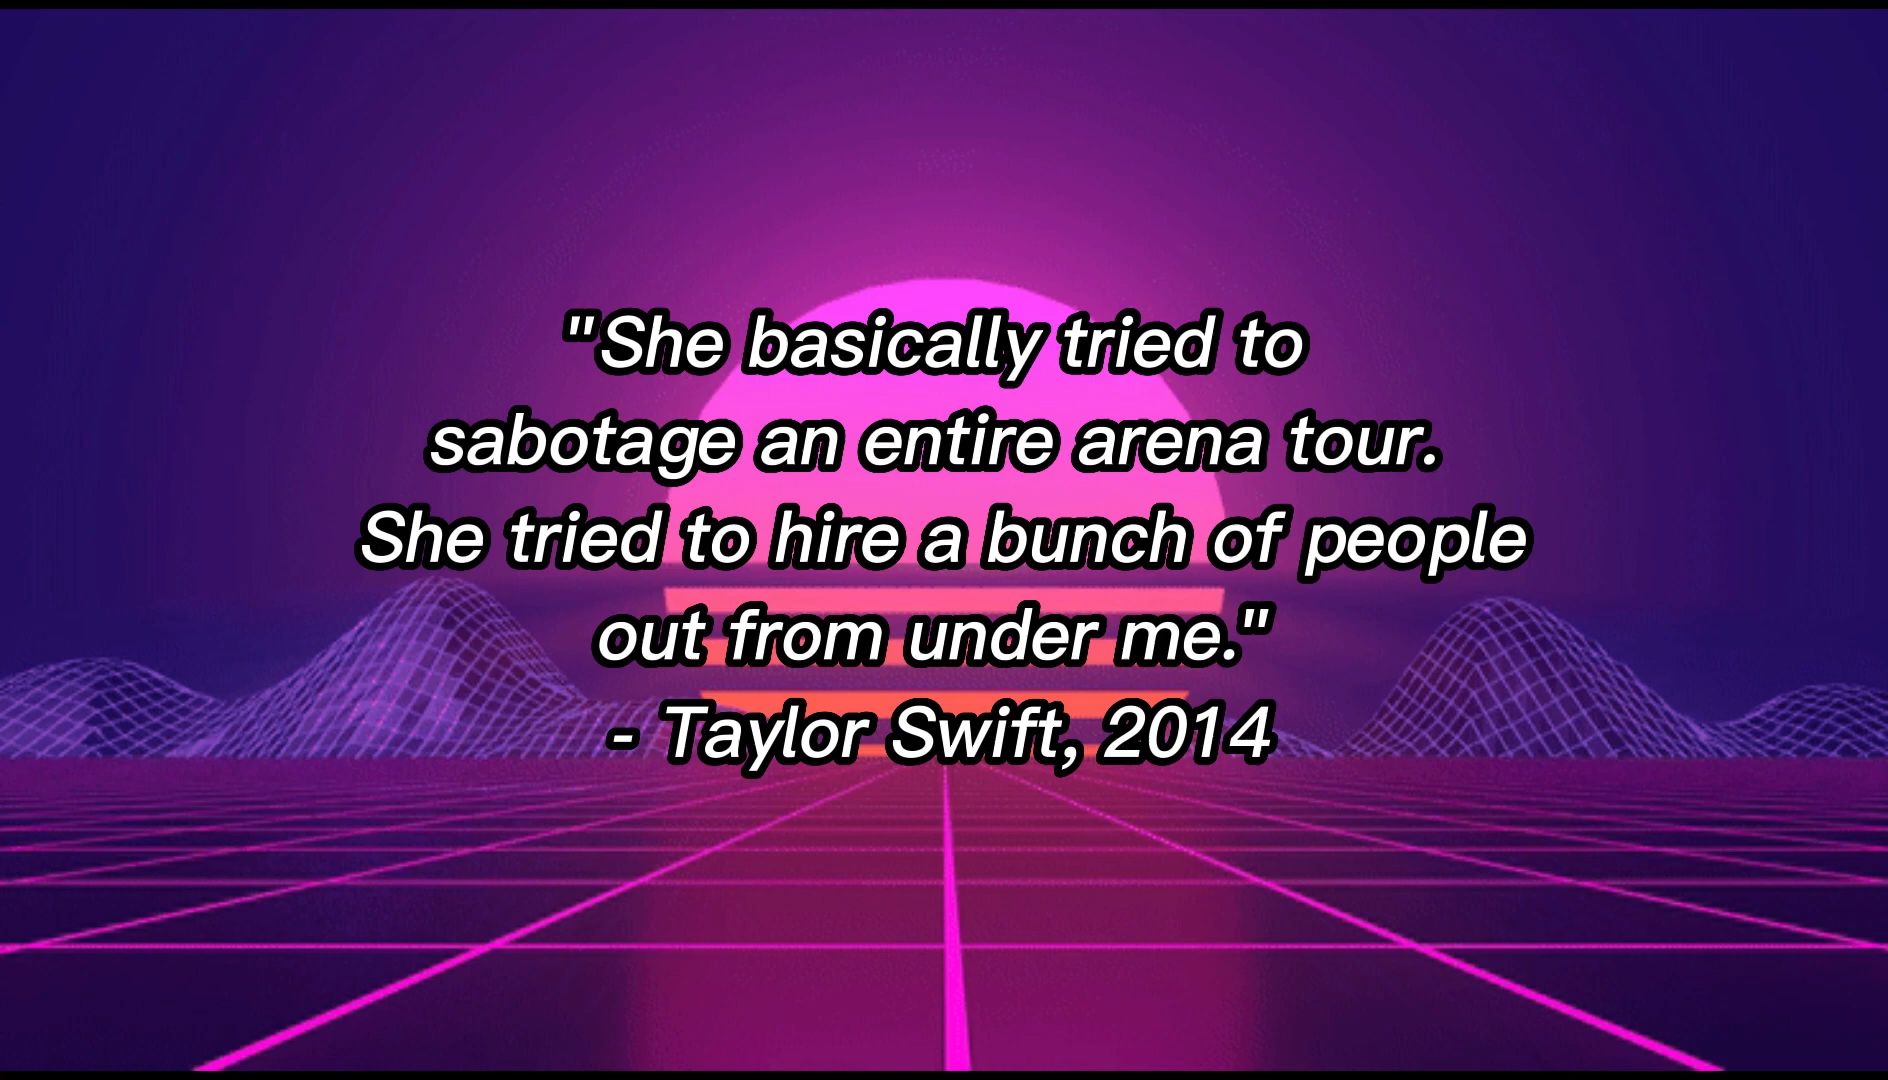 "She basically tried to
sabotage an entire arena tour.
She tried to hire a bunch of people
out from under me."
- Taylor Swift, 2014